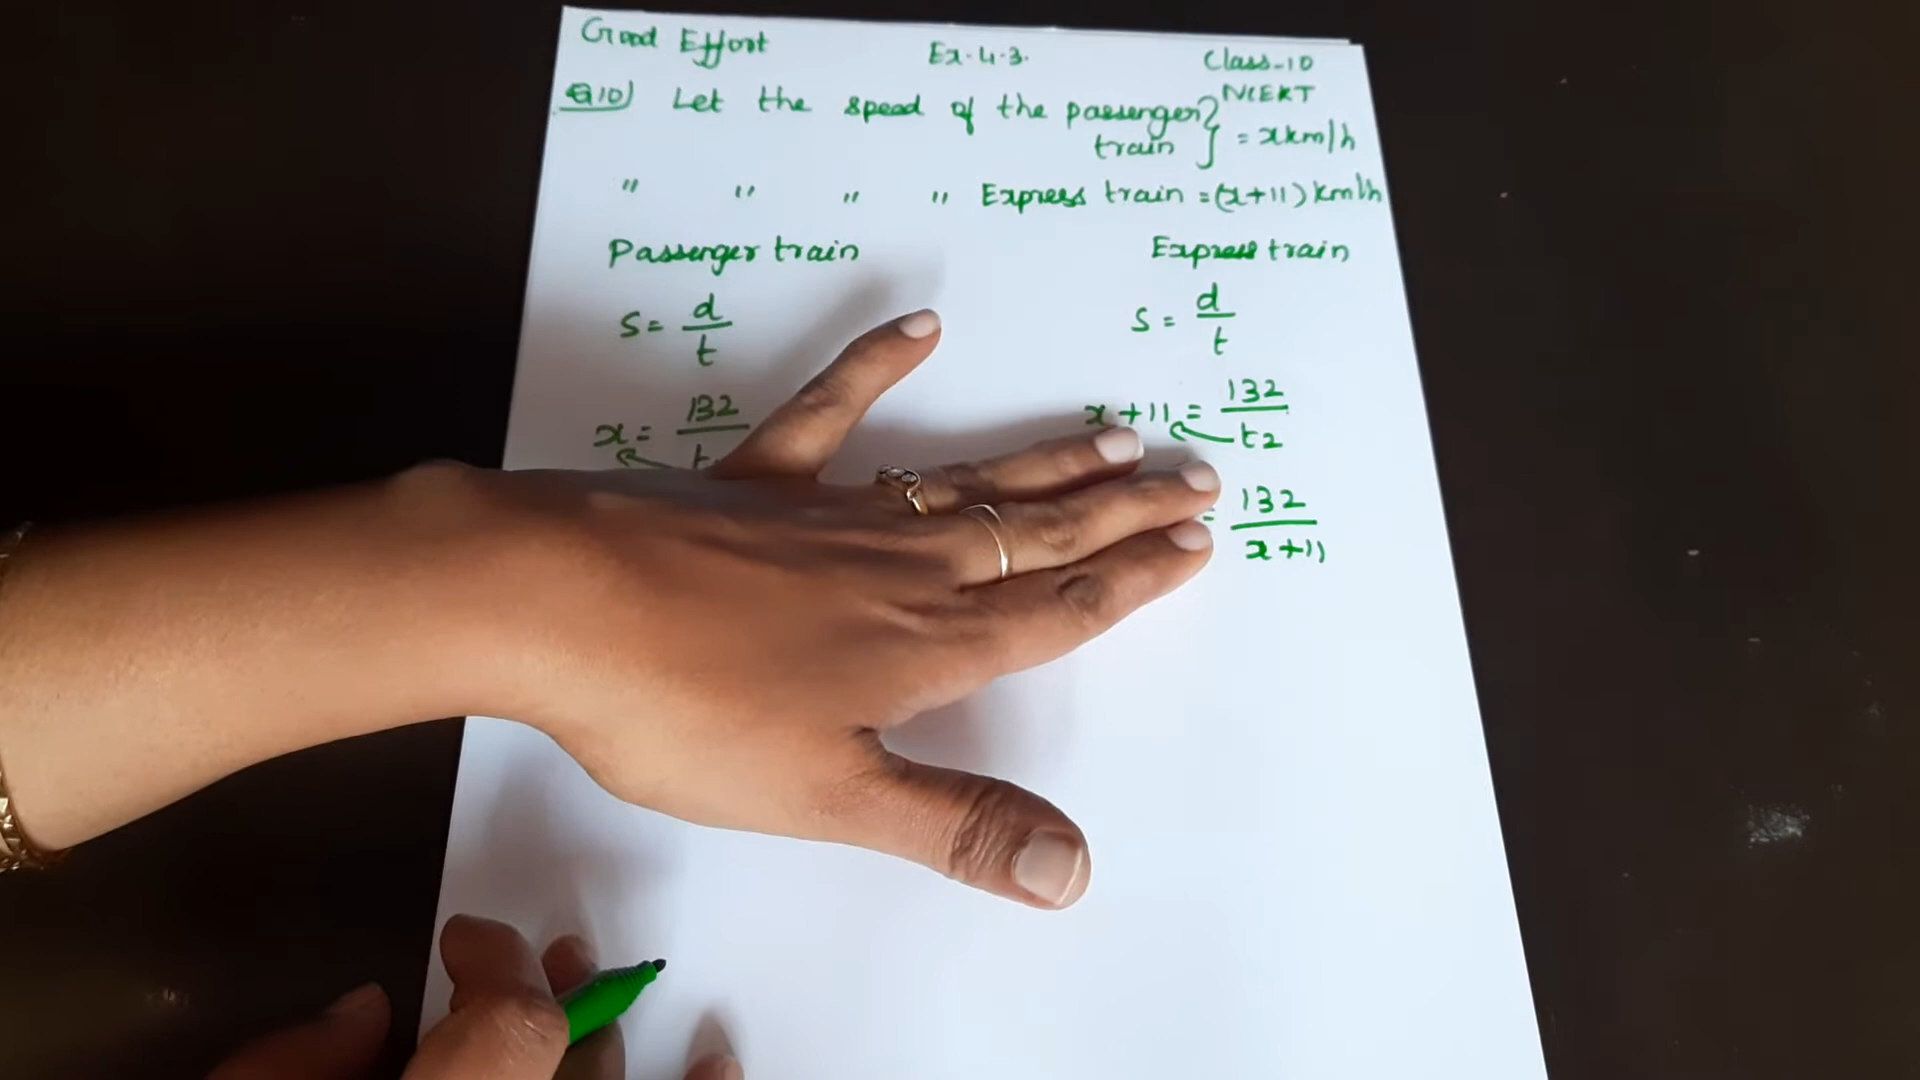 Good Effort Ex. 4.3. Class-10
NCERT
Q10) Let the speed of the passenger
train } = x km/h
" " " " Express train = (x+11) km/h
Passenger train Express train
S = d/t S = d/t
x = 132/t x+11 = 132/t2
= 132/x+11